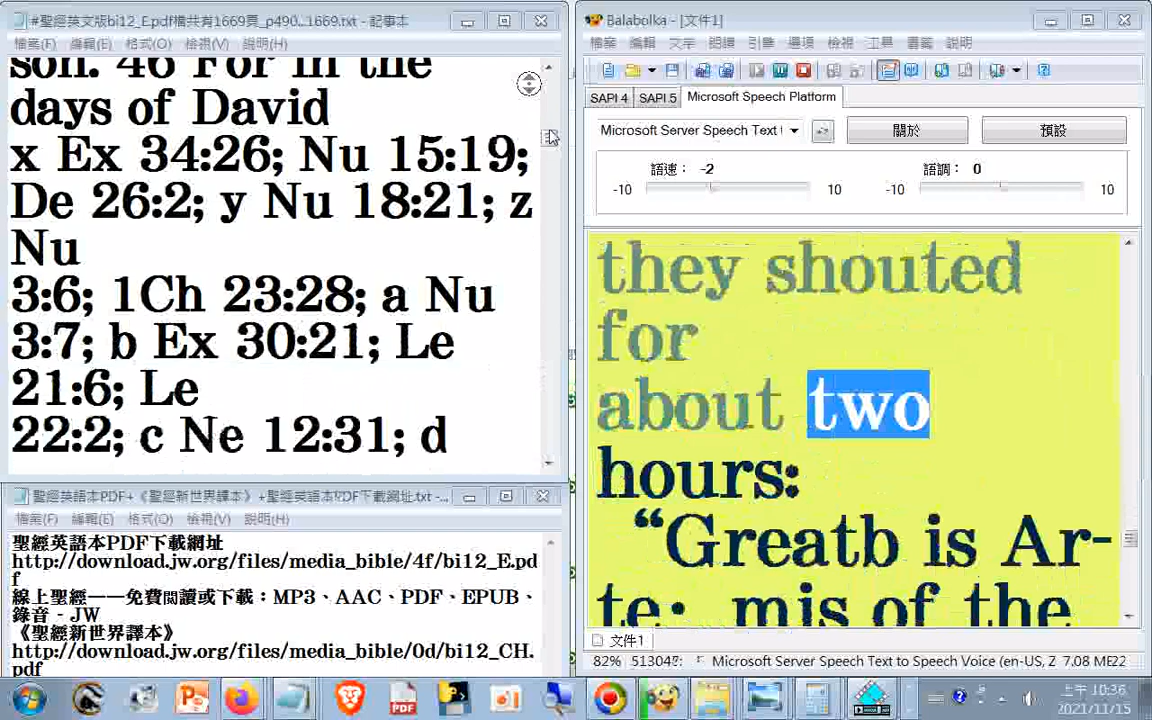 #聖經英文版bi12_E.pdf檔共有1669頁_p490...1669.txt - 記事本
檔案(F) 編輯(E) 格式(O) 檢視(V) 說明(H)
son. 46 For in the
days of David
x Ex 34:26; Nu 15:19;
De 26:2; y Nu 18:21; z
Nu
3:6; 1Ch 23:28; a Nu
3:7; b Ex 30:21; Le
21:6; Le
22:2; c Ne 12:31; d
聖經英語本PDF+《聖經新世界譯本》+聖經英語本PDF下載網址.txt - ...
檔案(F) 編輯(E) 格式(O) 檢視(V) 說明(H)
聖經英語本PDF下載網址
http://download.jw.org/files/media_bible/4f/bi12_E.pd
f
線上聖經——免費閱讀或下載：MP3、AAC、PDF、EPUB、
錄音 - JW
《聖經新世界譯本》
http://download.jw.org/files/media_bible/0d/bi12_CH.
pdf
Balabolka - [文件1]
檔案 編輯 文字 朗讀 引擎 選項 檢視 工具 書籤 說明
SAPI 4 SAPI 5 Microsoft Speech Platform
Microsoft Server Speech Text 關於 預設
語速： -2 語調： 0
-10 10 -10 10
they shouted
for
about two
hours:
“Greatb is Ar-
te· mis of the
文件1
82% Microsoft Server Speech Text to Speech Voice (en-US, Z
PDF
上午 10:36
2021/11/15